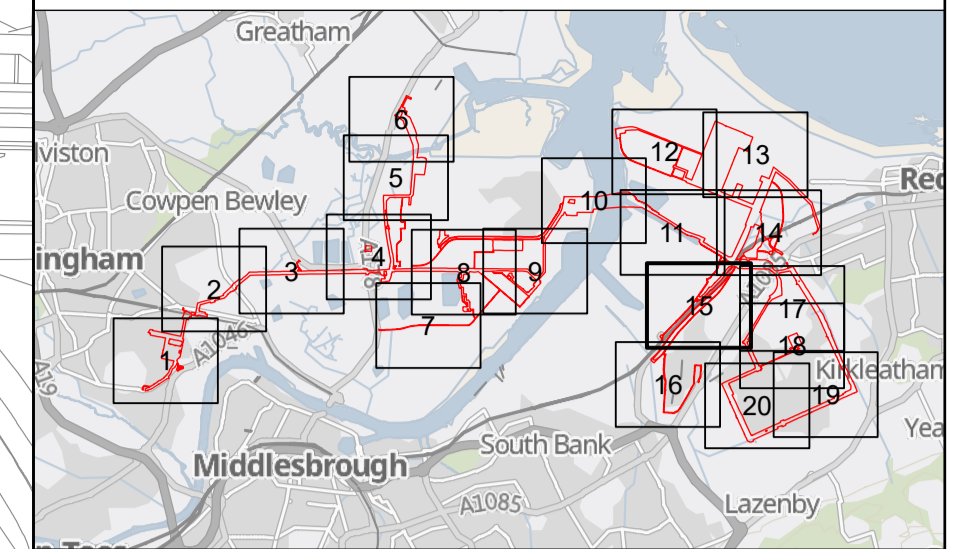 Greatham
6
12
13
lviston
5
Red
Cowpen Bewley
10
11
14
ingham
4
3
8
9
2
15
17
7
A1046
1
18
Kirkleatham
A19
16
19
20
Yea
South Bank
Middlesbrough
A1085
Lazenby